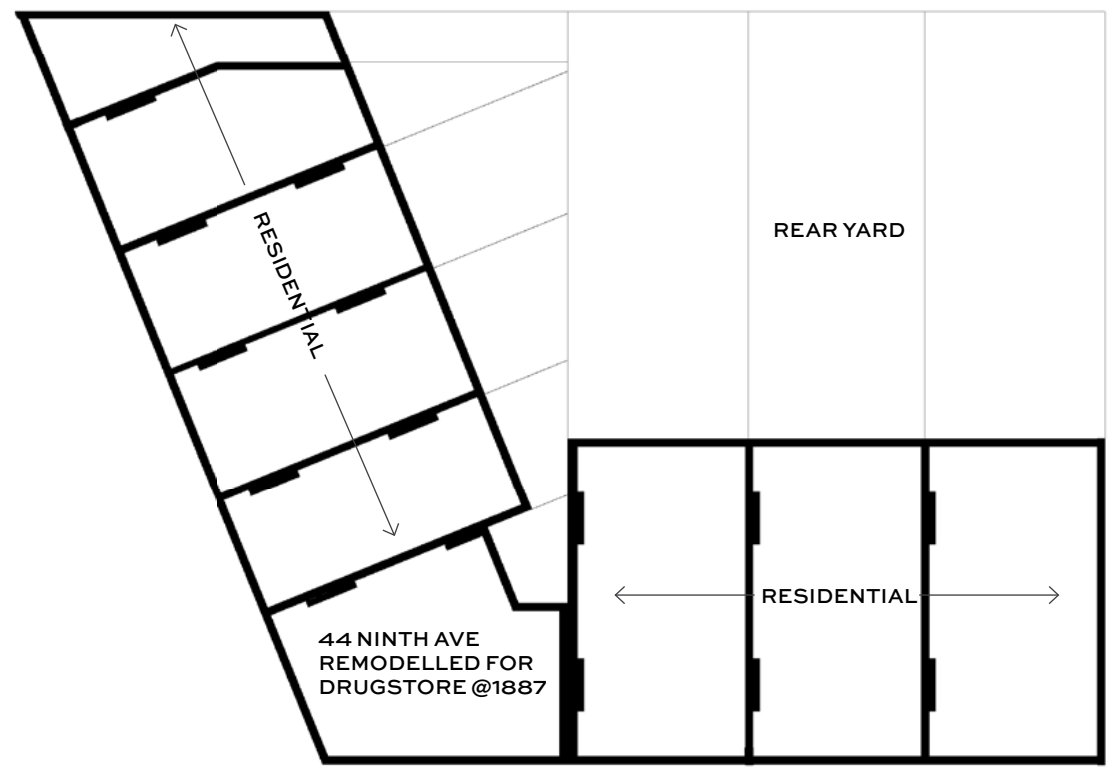 REAR YARD
RESIDENTIAL
RESIDENTIAL
44 NINTH AVE
REMODELLED FOR
DRUGSTORE @1887